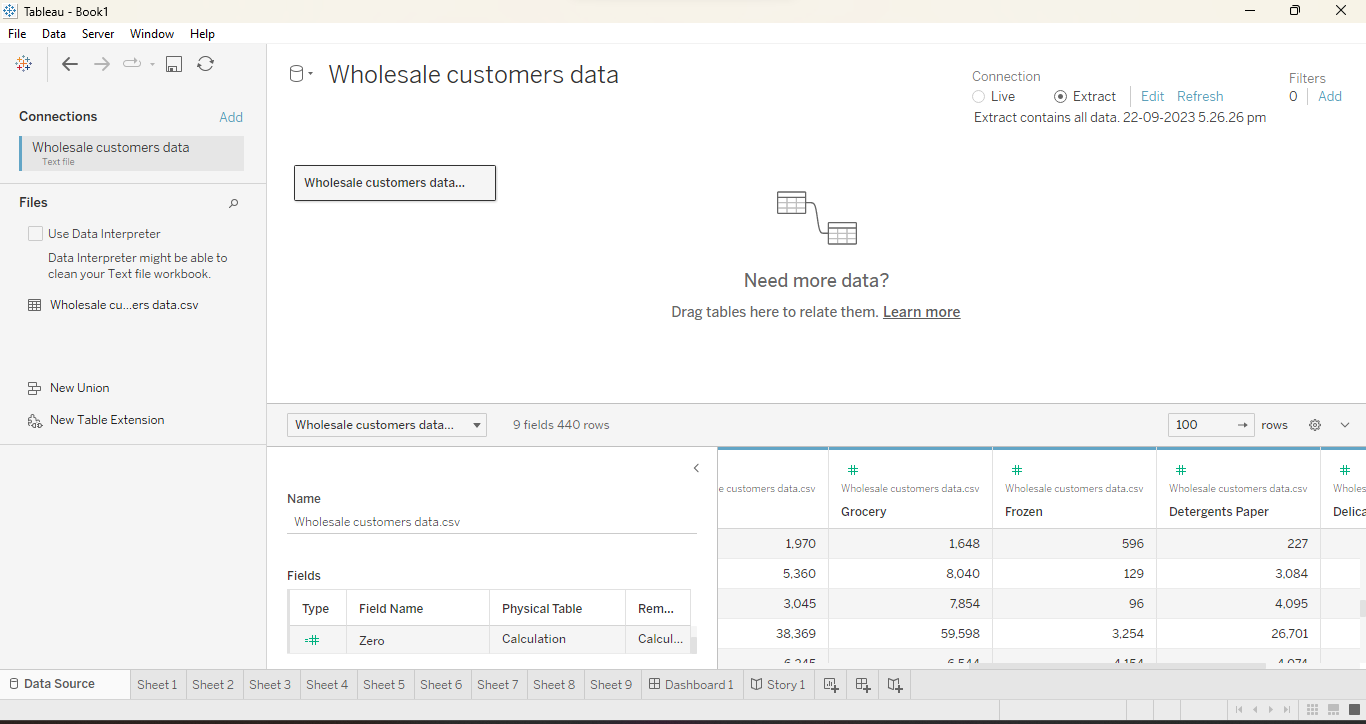 Tableau - Book1
File Data Server Window Help
Wholesale customers data
Connection
Live Extract Edit Refresh
Extract contains all data. 22-09-2023 5.26.26 pm
Filters
0 Add
Connections Add
Wholesale customers data
Text file
Files
Use Data Interpreter
Data Interpreter might be able to
clean your Text file workbook.
Wholesale cu...ers data.csv
New Union
New Table Extension
Wholesale customers data...
Need more data?
Drag tables here to relate them. Learn more
Wholesale customers data... 9 fields 440 rows 100 rows
Name
Wholesale customers data.csv
Fields
Type Field Name Physical Table Rem...
=# Zero Calculation Calcul...
# # # #
e customers data.csv Wholesale customers data.csv Wholesale customers data.csv Wholesale customers data.csv Wholes
Grocery Frozen Detergents Paper Delica
1,970 1,648 596 227
5,360 8,040 129 3,084
3,045 7,854 96 4,095
38,369 59,598 3,254 26,701
6,245 6,544 4,154 4,074
Data Source Sheet 1 Sheet 2 Sheet 3 Sheet 4 Sheet 5 Sheet 6 Sheet 7 Sheet 8 Sheet 9 Dashboard 1 Story 1